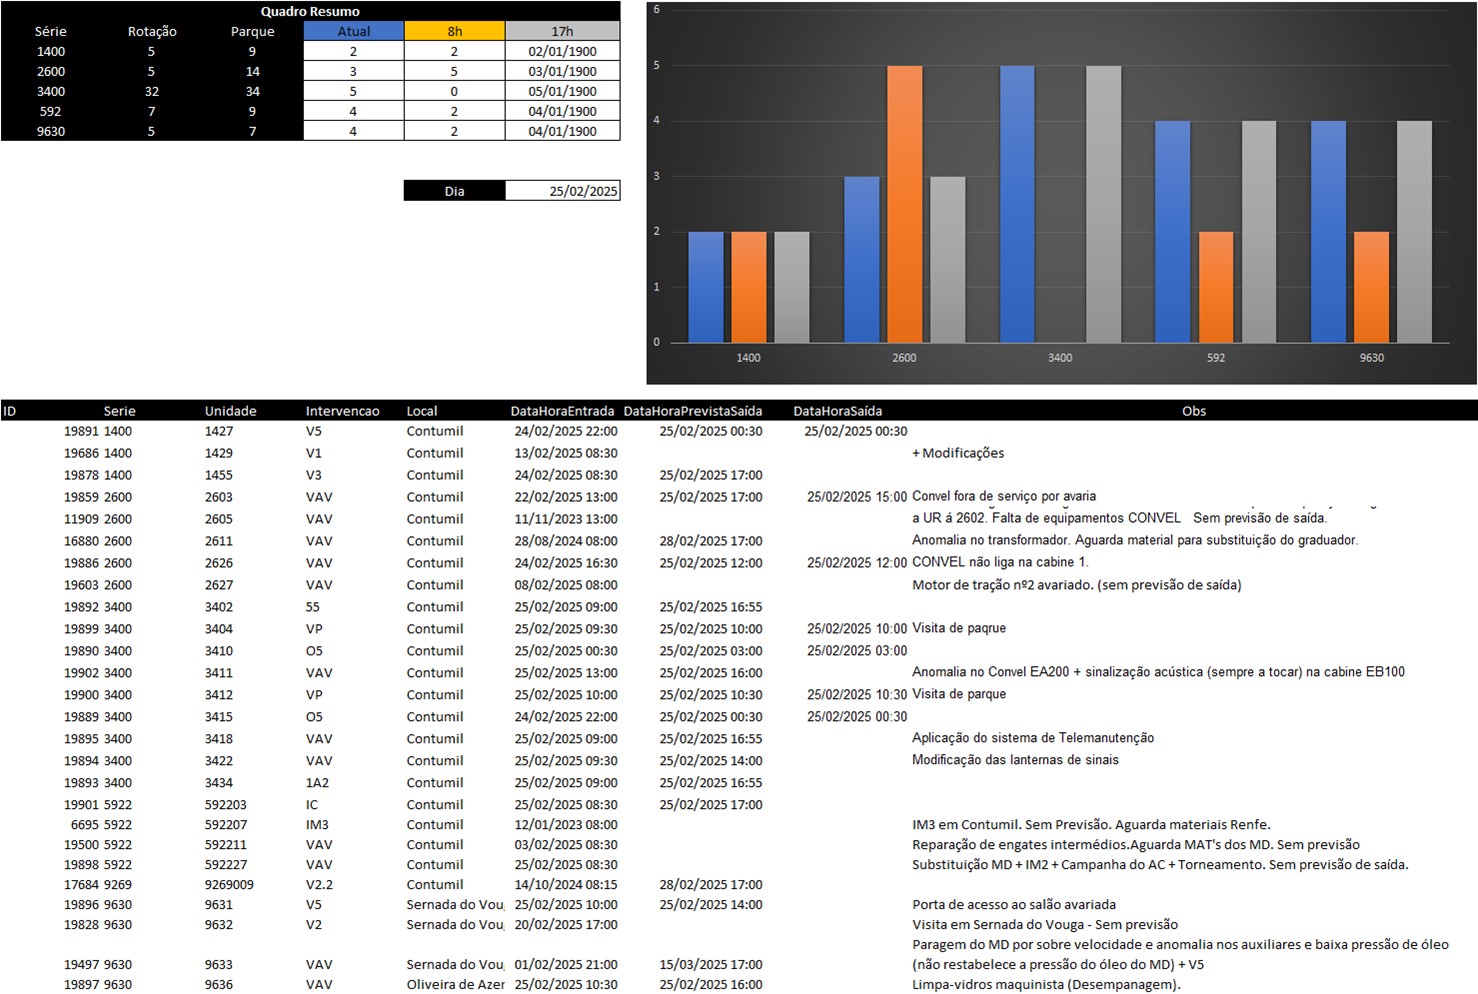 Quadro Resumo
Série Rotação Parque Atual 8h 17h
1400 5 9 2 2 02/01/1900
2600 5 14 3 5 03/01/1900
3400 32 34 5 0 05/01/1900
592 7 9 4 2 04/01/1900
9630 5 7 4 2 04/01/1900
Dia 25/02/2025
6
5
4
3
2
1
0
1400 2600 3400 592 9630
ID Serie Unidade Intervencao Local DataHoraEntrada DataHoraPrevistaSaída DataHoraSaída Obs
19891 1400 1427 V5 Contumil 24/02/2025 22:00 25/02/2025 00:30 25/02/2025 00:30
19686 1400 1429 V1 Contumil 13/02/2025 08:30 + Modificações
19878 1400 1455 V3 Contumil 24/02/2025 08:30 25/02/2025 17:00
19859 2600 2603 VAV Contumil 22/02/2025 13:00 25/02/2025 17:00 25/02/2025 15:00 Convel fora de serviço por avaria
11909 2600 2605 VAV Contumil 11/11/2023 13:00 a UR á 2602. Falta de equipamentos CONVEL Sem previsão de saída.
16880 2600 2611 VAV Contumil 28/08/2024 08:00 28/02/2025 17:00 Anomalia no transformador. Aguarda material para substituição do graduador.
19886 2600 2626 VAV Contumil 24/02/2025 16:30 25/02/2025 12:00 25/02/2025 12:00 CONVEL não liga na cabine 1.
19603 2600 2627 VAV Contumil 08/02/2025 08:00 Motor de tração nº2 avariado. (sem previsão de saída)
19892 3400 3402 55 Contumil 25/02/2025 09:00 25/02/2025 16:55
19899 3400 3404 VP Contumil 25/02/2025 09:30 25/02/2025 10:00 25/02/2025 10:00 Visita de paqrue
19890 3400 3410 O5 Contumil 25/02/2025 00:30 25/02/2025 03:00 25/02/2025 03:00
19902 3400 3411 VAV Contumil 25/02/2025 13:00 25/02/2025 16:00 Anomalia no Convel EA200 + sinalização acústica (sempre a tocar) na cabine EB100
19900 3400 3412 VP Contumil 25/02/2025 10:00 25/02/2025 10:30 25/02/2025 10:30 Visita de parque
19889 3400 3415 O5 Contumil 24/02/2025 22:00 25/02/2025 00:30 25/02/2025 00:30
19895 3400 3418 VAV Contumil 25/02/2025 09:00 25/02/2025 16:55 Aplicação do sistema de Telemanutenção
19894 3400 3422 VAV Contumil 25/02/2025 09:30 25/02/2025 14:00 Modificação das lanternas de sinais
19893 3400 3434 1A2 Contumil 25/02/2025 09:00 25/02/2025 16:55
19901 5922 592203 IC Contumil 25/02/2025 08:30 25/02/2025 17:00
6695 5922 592207 IM3 Contumil 12/01/2023 08:00 IM3 em Contumil. Sem Previsão. Aguarda materiais Renfe.
19500 5922 592211 VAV Contumil 03/02/2025 08:30 Reparação de engates intermédios.Aguarda MAT's dos MD. Sem previsão
19898 5922 592227 VAV Contumil 25/02/2025 08:30 Substituição MD + IM2 + Campanha do AC + Torneamento. Sem previsão de saída.
17684 9269 9269009 V2.2 Contumil 14/10/2024 08:15 28/02/2025 17:00
19896 9630 9631 V5 Sernada do Vou 25/02/2025 10:00 25/02/2025 14:00 Porta de acesso ao salão avariada
19828 9630 9632 V2 Sernada do Vou 20/02/2025 17:00 Visita em Sernada do Vouga - Sem previsão
Paragem do MD por sobre velocidade e anomalia nos auxiliares e baixa pressão de óleo
19497 9630 9633 VAV Sernada do Vou 01/02/2025 21:00 15/03/2025 17:00 (não restabelece a pressão do óleo do MD) + V5
19897 9630 9636 VAV Oliveira de Azer 25/02/2025 10:30 25/02/2025 16:00 Limpa-vidros maquinista (Desempanagem).